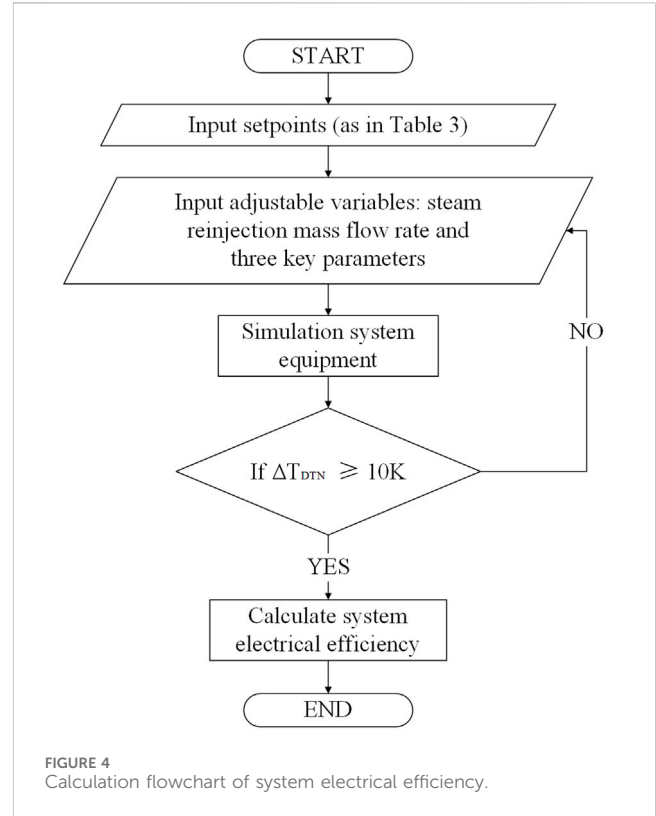 START
Input setpoints (as in Table 3)
Input adjustable variables: steam
reinjection mass flow rate and
three key parameters
Simulation system
equipment
NO
If ΔTDTN ⩾ 10K
YES
Calculate system
electrical efficiency
END
FIGURE 4
Calculation flowchart of system electrical efficiency.